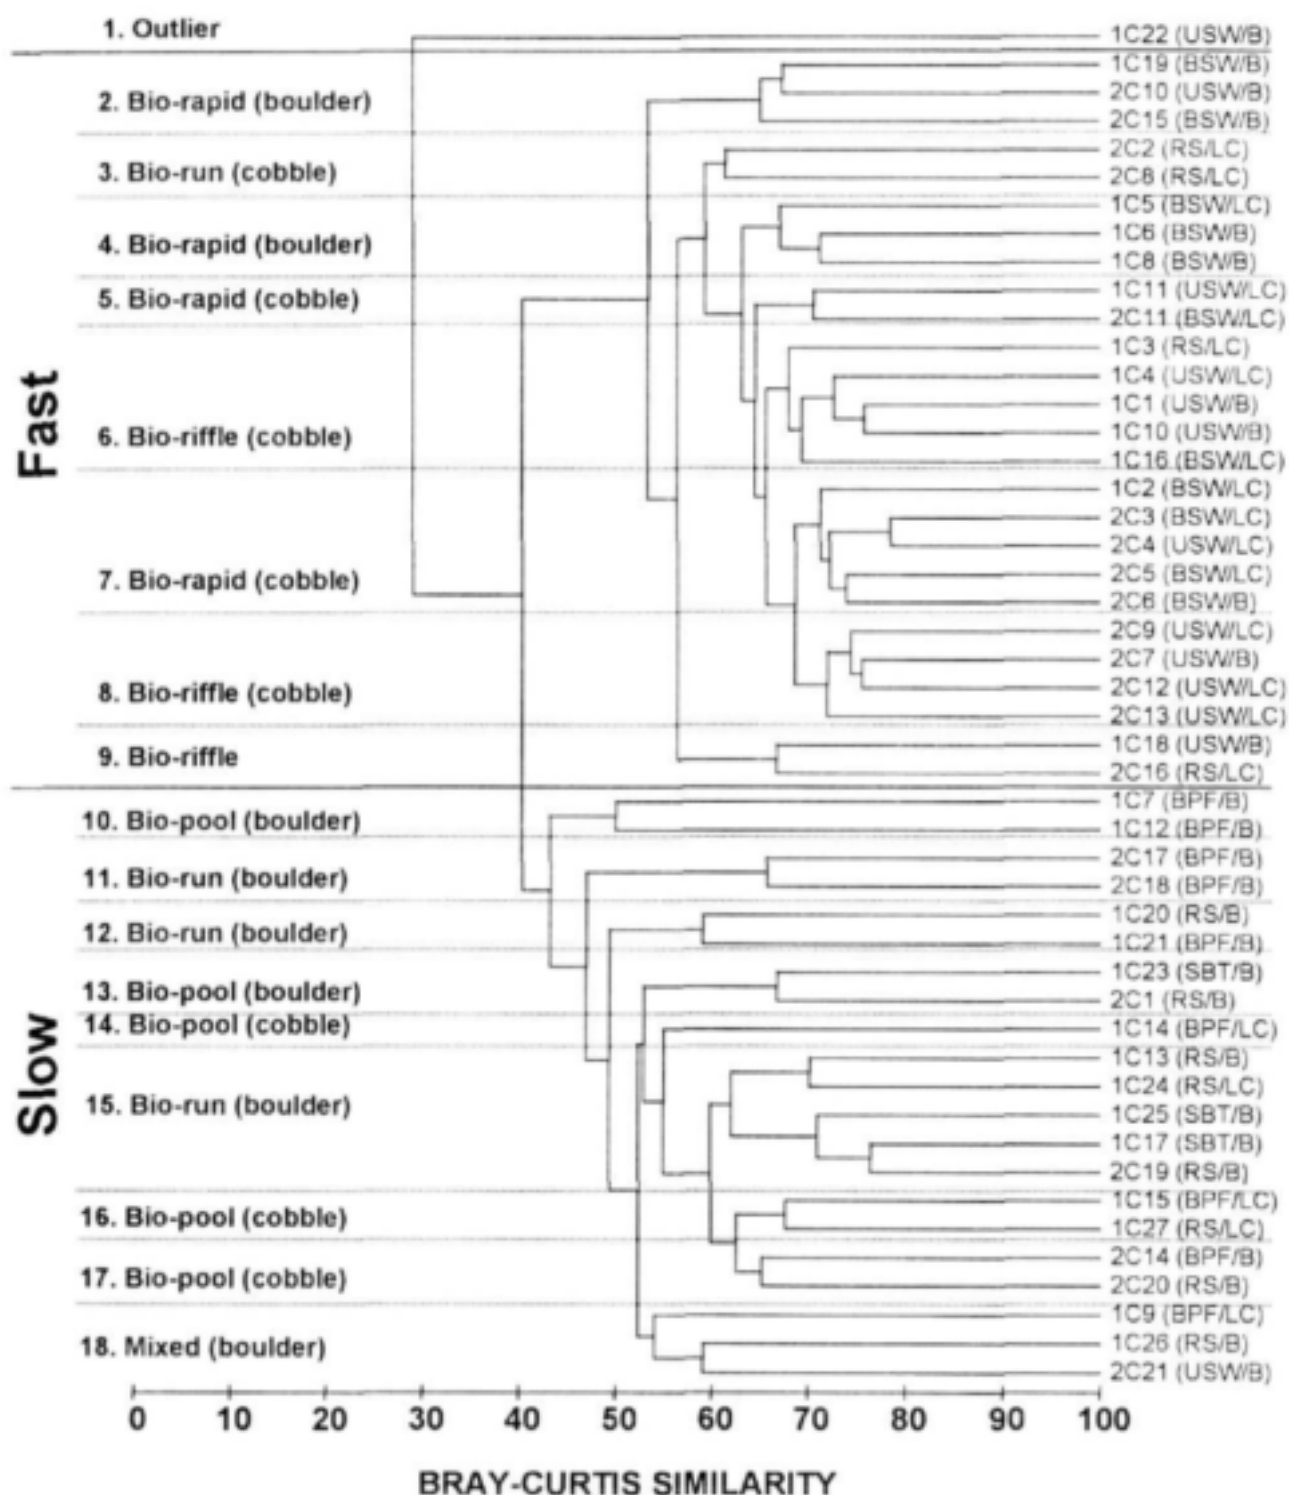 1. Outlier
1C22 (USW/B)
1C19 (BSW/B)
2. Bio-rapid (boulder)
2C10 (USW/B)
2C15 (BSW/B)
2C2 (RS/LC)
3. Bio-run (cobble)
2C8 (RS/LC)
1C5 (BSW/LC)
4. Bio-rapid (boulder)
1C6 (BSW/B)
1C8 (BSW/B)
1C11 (USW/LC)
5. Bio-rapid (cobble)
2C11 (BSW/LC)
1C3 (RS/LC)
1C4 (USW/LC)
Fast
1C1 (USW/B)
6. Bio-riffle (cobble)
1C10 (USW/B)
1C16 (BSW/LC)
1C2 (BSW/LC)
2C3 (BSW/LC)
2C4 (USW/LC)
7. Bio-rapid (cobble)
2C5 (BSW/LC)
2C6 (BSW/B)
2C9 (USW/LC)
2C7 (USW/B)
8. Bio-riffle (cobble)
2C12 (USW/LC)
2C13 (USW/LC)
1C18 (USW/B)
9. Bio-riffle
2C16 (RS/LC)
1C7 (BPF/B)
10. Bio-pool (boulder)
1C12 (BPF/B)
2C17 (BPF/B)
11. Bio-run (boulder)
2C18 (BPF/B)
1C20 (RS/B)
12. Bio-run (boulder)
1C21 (BPF/B)
1C23 (SBT/B)
13. Bio-pool (boulder)
2C1 (RS/B)
14. Bio-pool (cobble)
1C14 (BPF/LC)
1C13 (RS/B)
Slow
1C24 (RS/LC)
15. Bio-run (boulder)
1C25 (SBT/B)
1C17 (SBT/B)
2C19 (RS/B)
1C15 (BPF/LC)
16. Bio-pool (cobble)
1C27 (RS/LC)
2C14 (BPF/B)
17. Bio-pool (cobble)
2C20 (RS/B)
1C9 (BPF/LC)
18. Mixed (boulder)
1C26 (RS/B)
2C21 (USW/B)
0 10 20 30 40 50 60 70 80 90 100
BRAY-CURTIS SIMILARITY